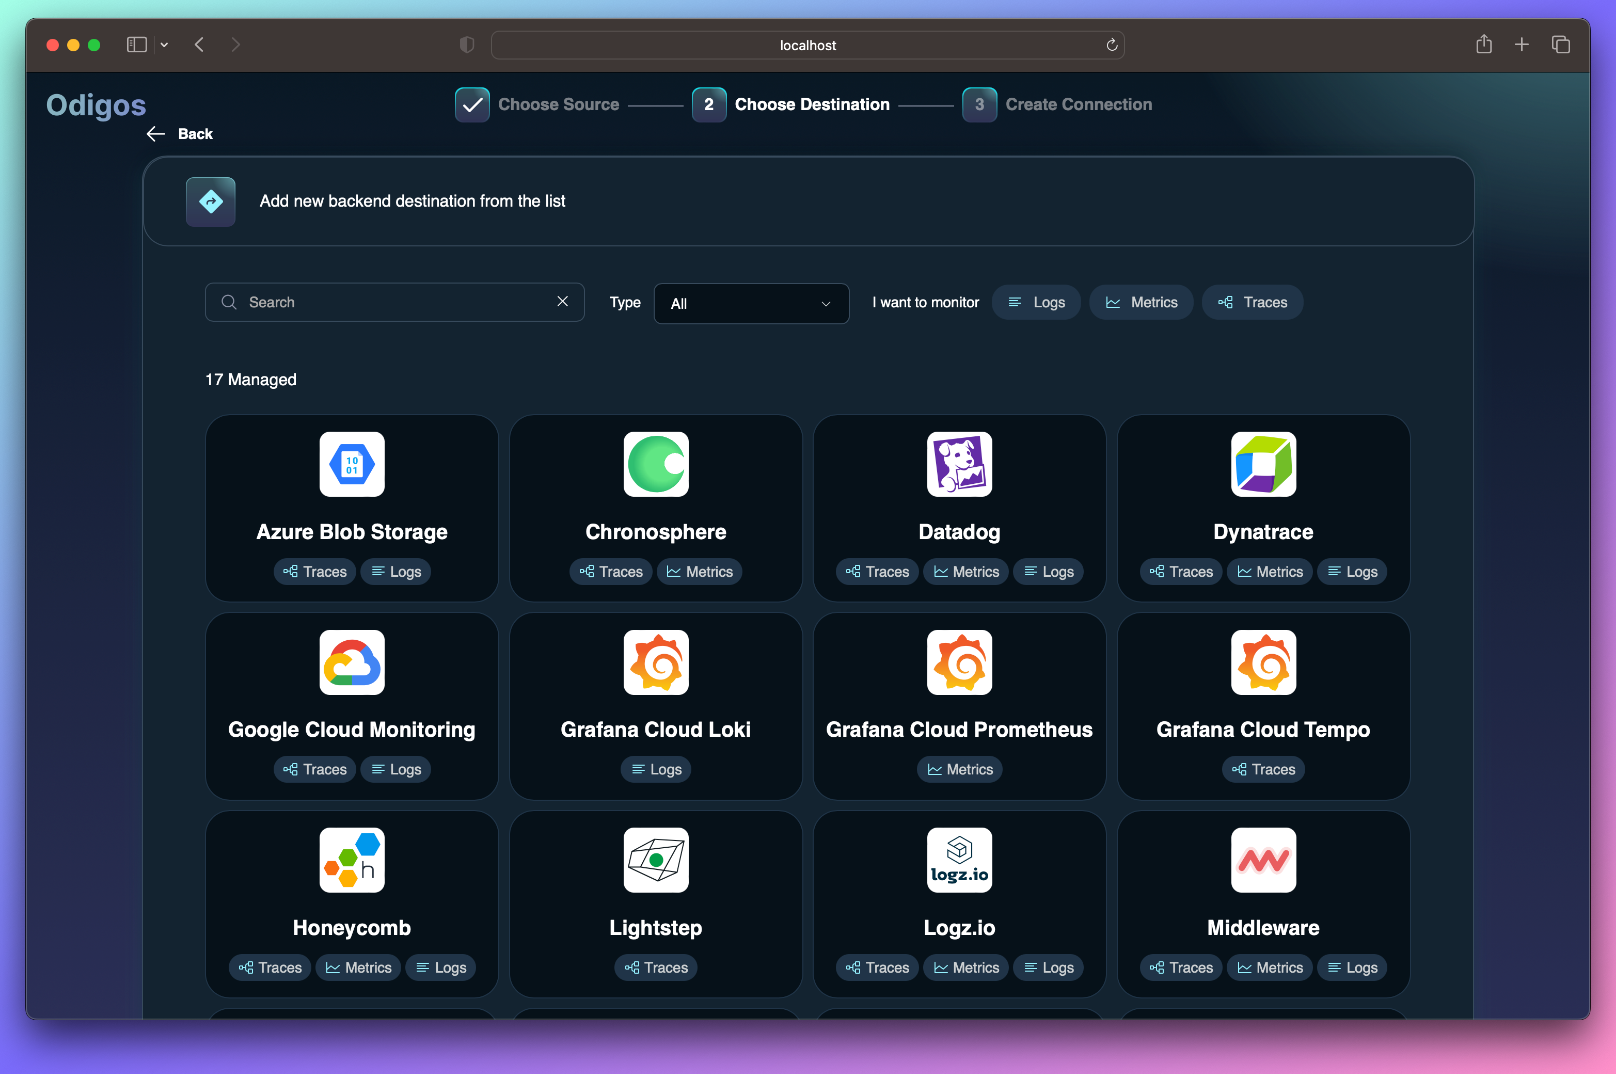 localhost
Odigos
Choose Source
2 Choose Destination
3 Create Connection
Back
Add new backend destination from the list
Search
Type
All
I want to monitor
Logs
Metrics
Traces
17 Managed
10
01
Azure Blob Storage
Traces Logs
Chronosphere
Traces Metrics
Datadog
Traces Metrics Logs
Dynatrace
Traces Metrics Logs
Google Cloud Monitoring
Traces Logs
Grafana Cloud Loki
Logs
Grafana Cloud Prometheus
Metrics
Grafana Cloud Tempo
Traces
h
Honeycomb
Traces Metrics Logs
Lightstep
Traces
logz.io
Logz.io
Traces Metrics Logs
Middleware
Traces Metrics Logs